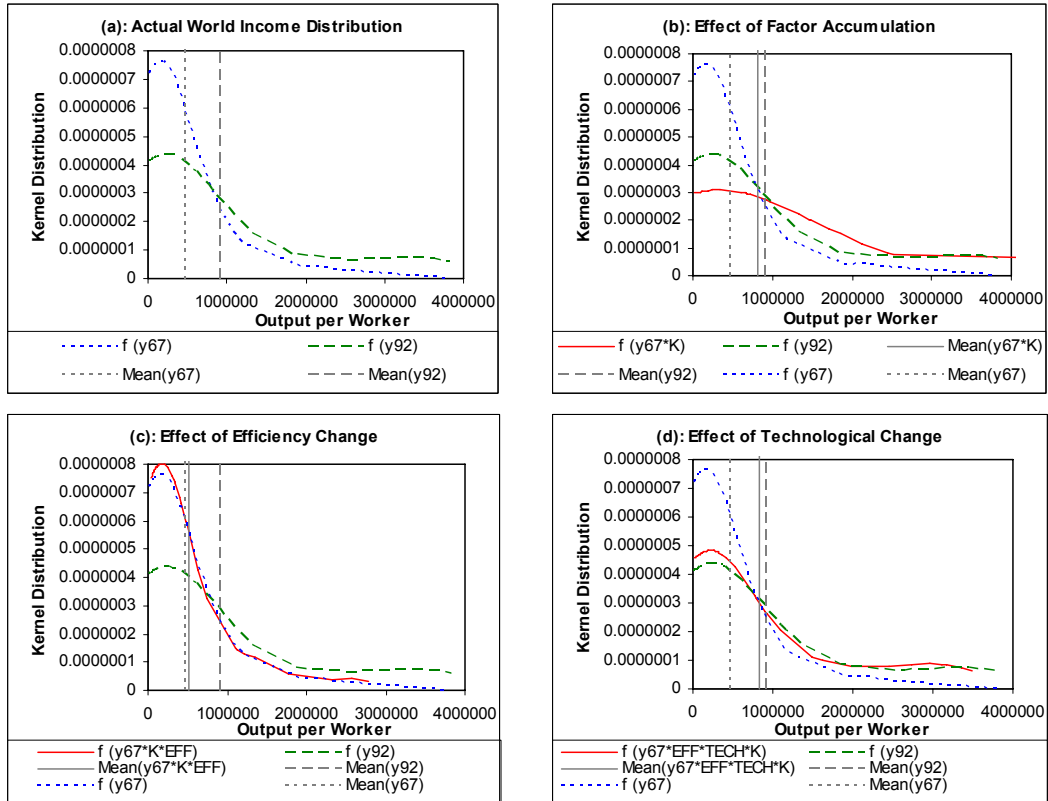 (a): Actual World Income Distribution
Kernel Distribution
0.0000008
0.0000007
0.0000006
0.0000005
0.0000004
0.0000003
0.0000002
0.0000001
0
0 1000000 2000000 3000000 4000000
Output per Worker
f (y67) f (y92)
Mean(y67) Mean(y92)
(b): Effect of Factor Accumulation
Kernel Distribution
0.0000008
0.0000007
0.0000006
0.0000005
0.0000004
0.0000003
0.0000002
0.0000001
0
0 1000000 2000000 3000000 4000000
Output per Worker
f (y67*K) f (y92) Mean(y67*K)
Mean(y92) f (y67) Mean(y67)
(c): Effect of Efficiency Change
Kernel Distribution
0.0000008
0.0000007
0.0000006
0.0000005
0.0000004
0.0000003
0.0000002
0.0000001
0
0 1000000 2000000 3000000 4000000
Output per Worker
f (y67*K*EFF) f (y92)
Mean(y67*K*EFF) Mean(y92)
f (y67) Mean(y67)
(d): Effect of Technological Change
Kernel Distribution
0.0000008
0.0000007
0.0000006
0.0000005
0.0000004
0.0000003
0.0000002
0.0000001
0
0 1000000 2000000 3000000 4000000
Output per Worker
f (y67*EFF*TECH*K) f (y92)
Mean(y67*EFF*TECH*K) Mean(y92)
f (y67) Mean(y67)